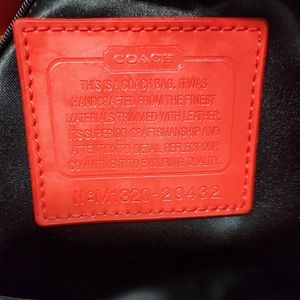 COACH
THIS IS A COACH BAG. IT WAS
HANDCRAFTED FROM THE FINEST
MATERIALS TRIMMED WITH LEATHER.
ITS SUPERIOR CRAFTSMANSHIP AND
ATTENTION TO DETAIL REFLECT OUR
COMMITMENT TO ENDURING QUALITY.
No M1320-29432